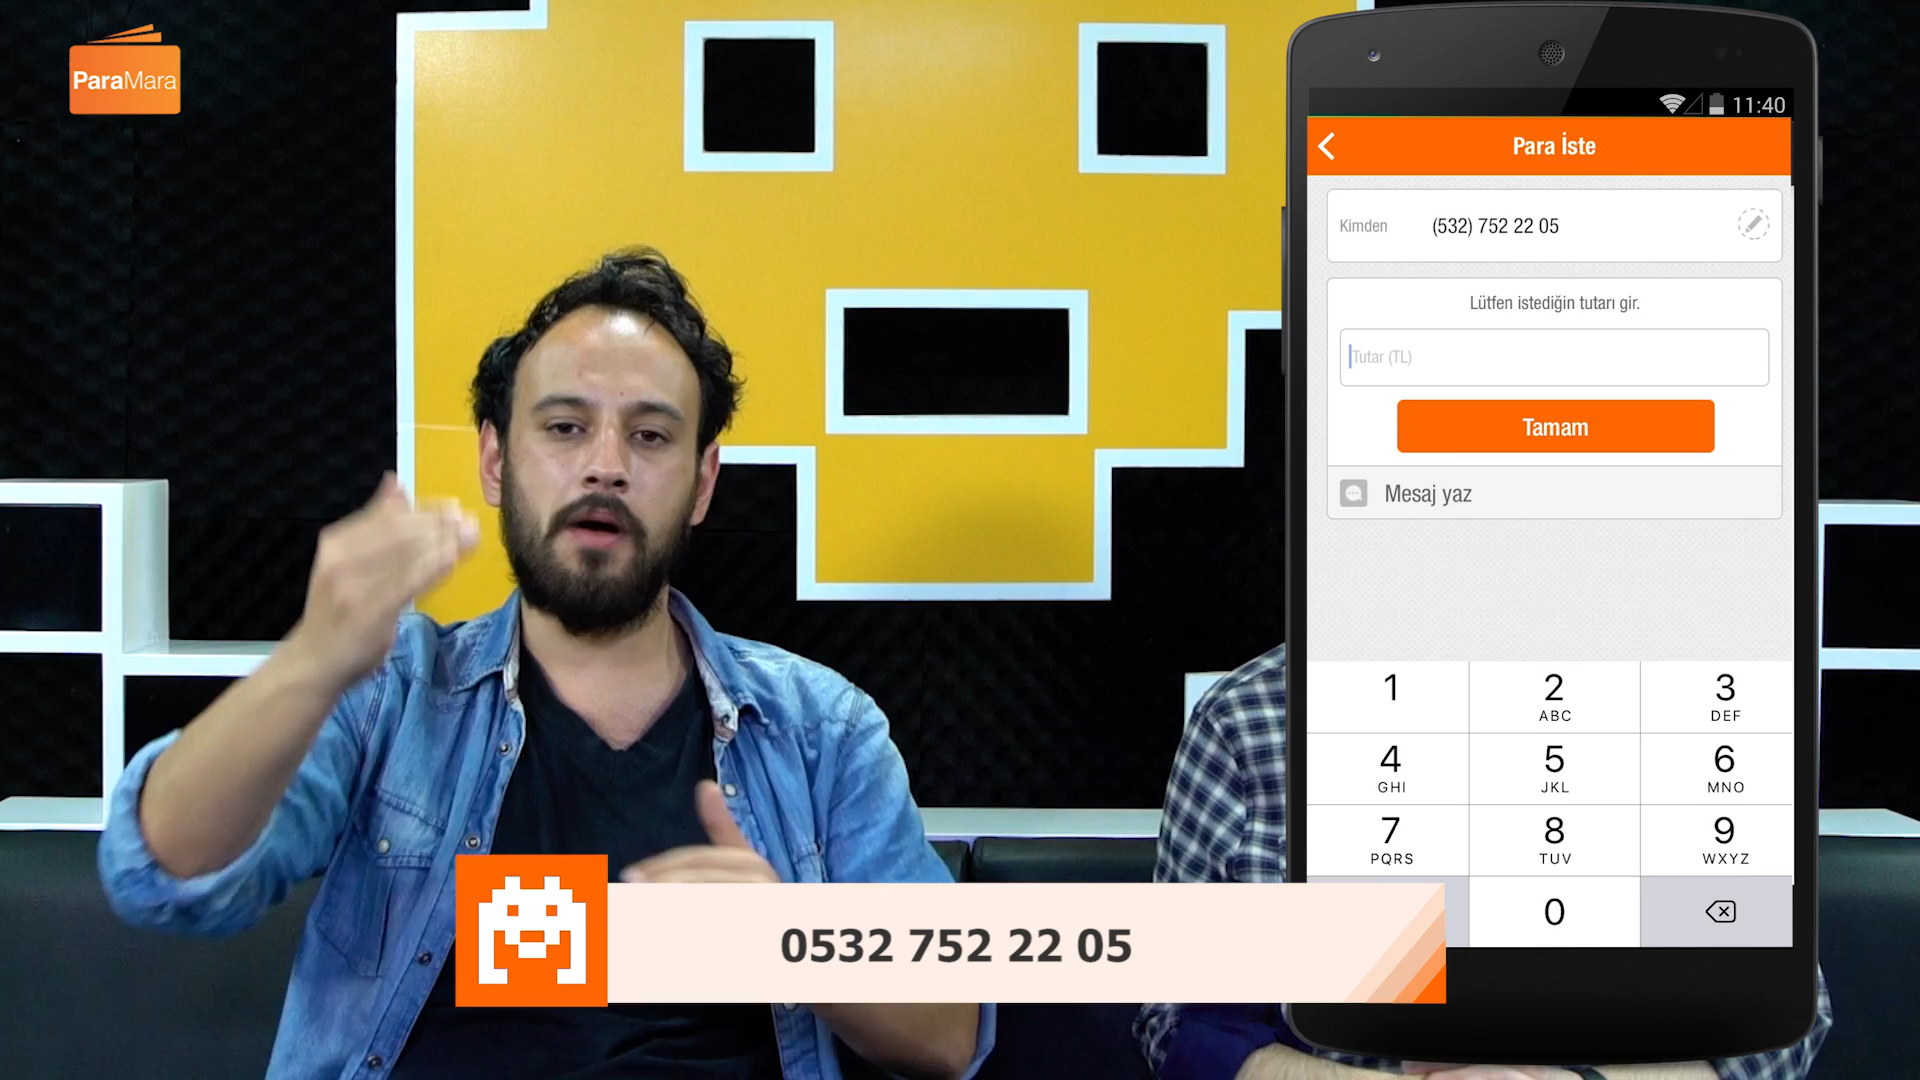 ParaMara
11:40
Para İste
Kimden (532) 752 22 05
Lütfen istediğin tutarı gir.
Tutar (TL)
Tamam
Mesaj yaz
1 2 3
ABC DEF
4 5 6
GHI JKL MNO
7 8 9
PQRS TUV WXYZ
0
0532 752 22 05